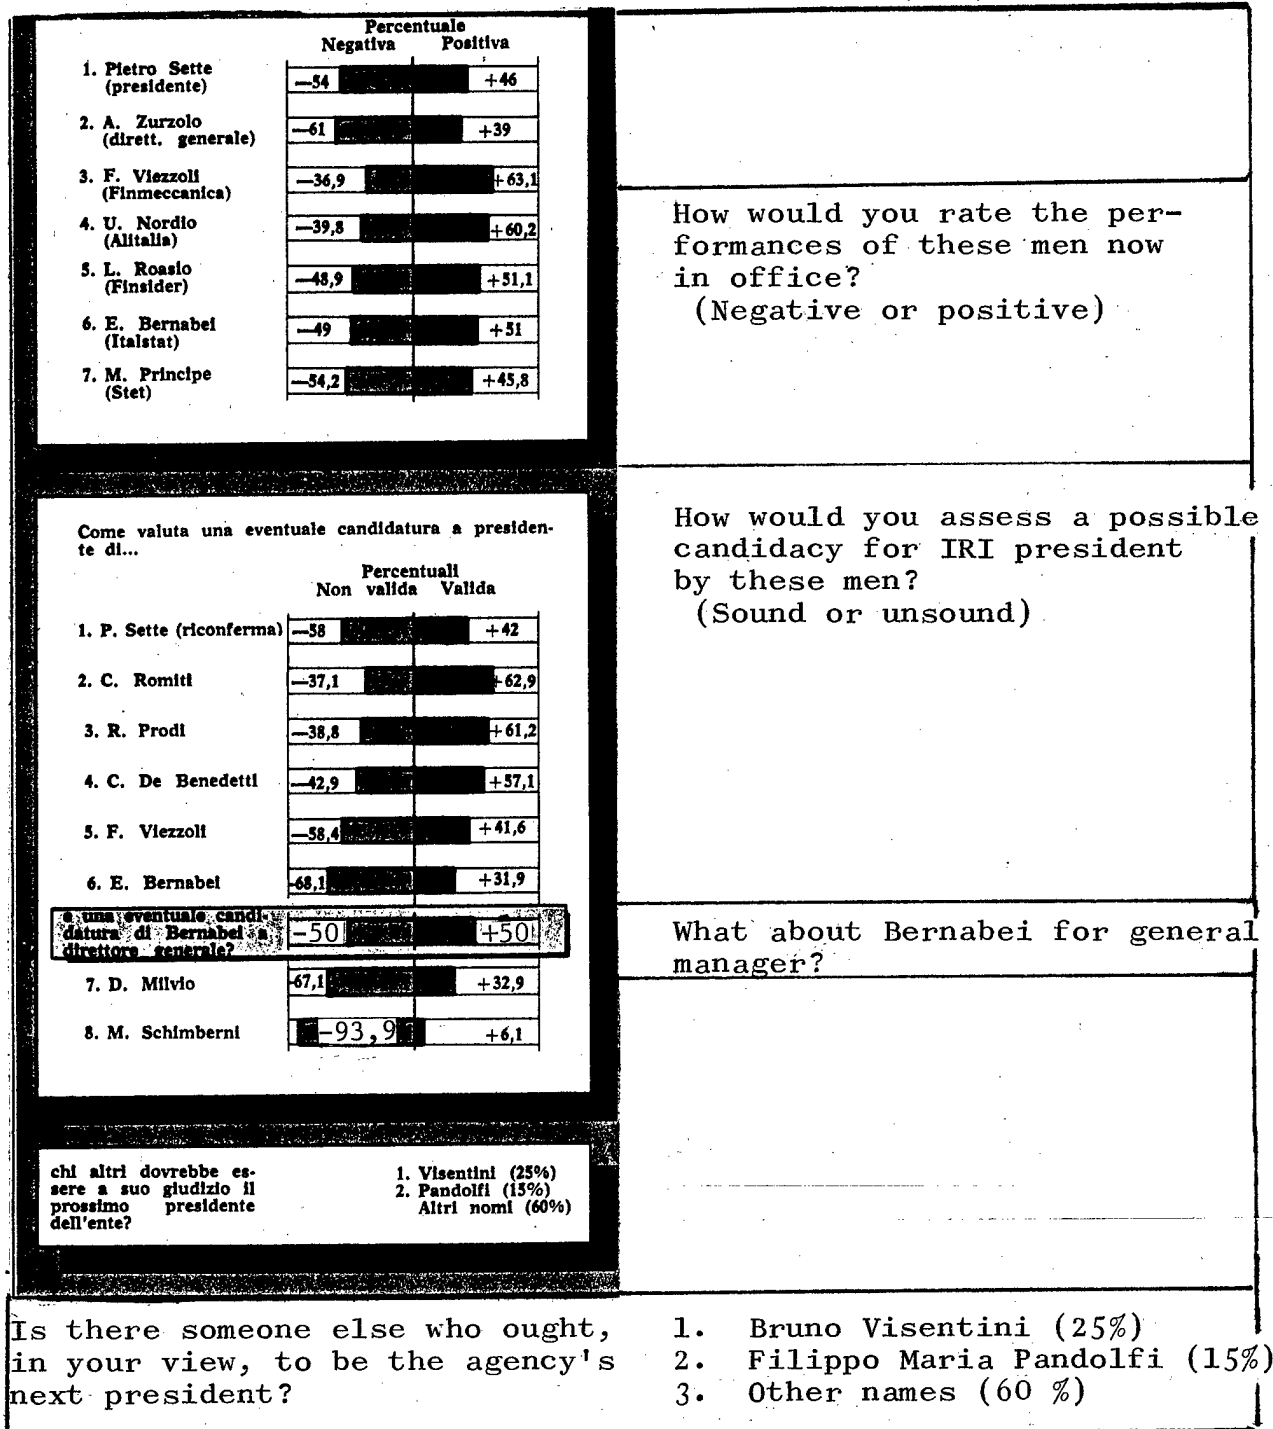 Percentuale
Negativa Positiva
1. Pietro Sette
(presidente)
—54 +46
2. A. Zurzolo
(dirett. generale)
—61 +39
3. F. Viezzoli
(Finmeccanica)
—36,9 +63,1
4. U. Nordio
(Alitalia)
—39,8 +60,2
5. L. Roasio
(Finsider)
—48,9 +51,1
6. E. Bernabei
(Italstat)
—49 +51
7. M. Principe
(Stet)
—54,2 +45,8
How would you rate the per-
formances of these men now
in office?
(Negative or positive)
Come valuta una eventuale candidatura a presiden-
te di...
Percentuali
Non valida Valida
1. P. Sette (riconferma) —58 +42
2. C. Romiti —37,1 +62,9
3. R. Prodi —38,8 +61,2
4. C. De Benedetti —42,9 +57,1
5. F. Viezzoli —58,4 +41,6
6. E. Bernabei -68,1 +31,9
e una eventuale candi-
datura di Bernabei a
direttore generale?
-50 +50
7. D. Milvio -67,1 +32,9
8. M. Schimberni -93,9 +6,1
How would you assess a possible
candidacy for IRI president
by these men?
(Sound or unsound)
What about Bernabei for general
manager?
chi altri dovrebbe es-
sere a suo giudizio il
prossimo presidente
dell'ente?
1. Visentini (25%)
2. Pandolfi (15%)
Altri nomi (60%)
Is there someone else who ought,
in your view, to be the agency's
next president?
1. Bruno Visentini (25%)
2. Filippo Maria Pandolfi (15%)
3. Other names (60 %)